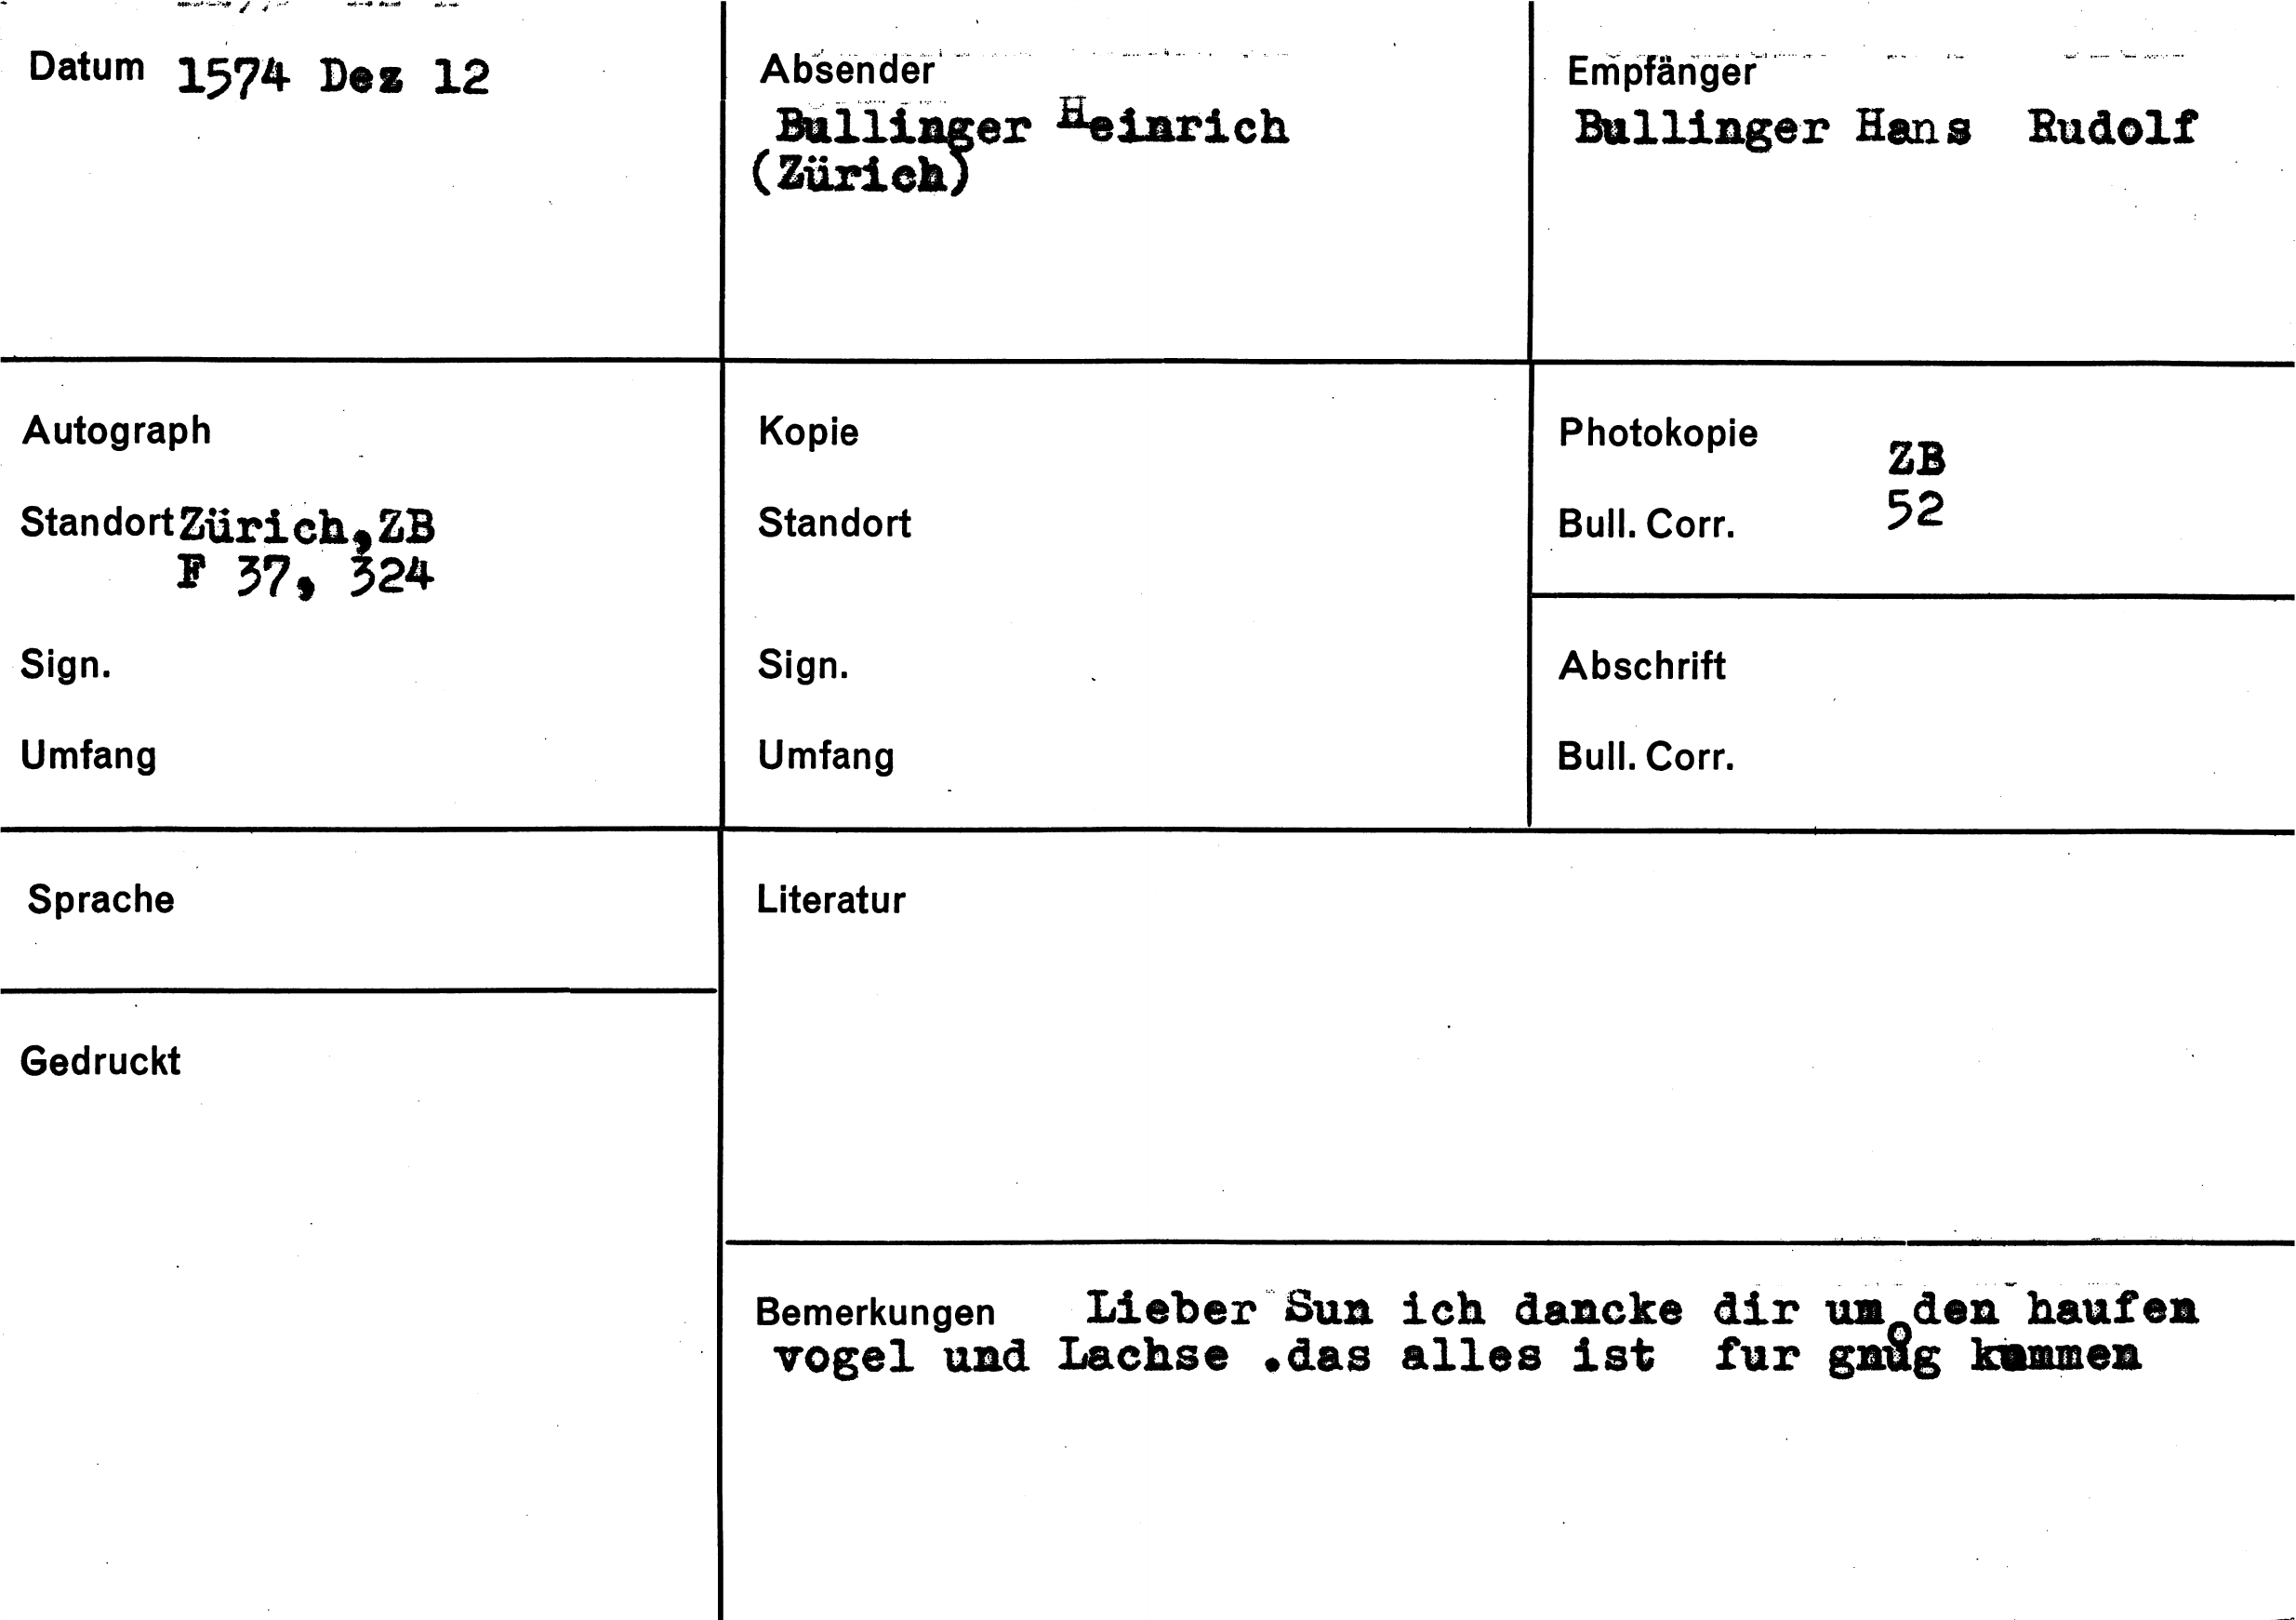 Datum 1574 Dez 12
Absender
Bullinger Heinrich
(Zürich)
Empfänger
Bullinger Hans Rudolf
Autograph
Standort Zürich, ZB
F 37, 324
Sign.
Umfang
Kopie
Standort
Sign.
Umfang
Photokopie ZB
Bull. Corr. 52
Abschrift
Bull. Corr.
Sprache
Gedruckt
Literatur
Bemerkungen Lieber Sun ich dancke dir um den haufen
vogel und Lachse .das alles ist fur gnůg kummen